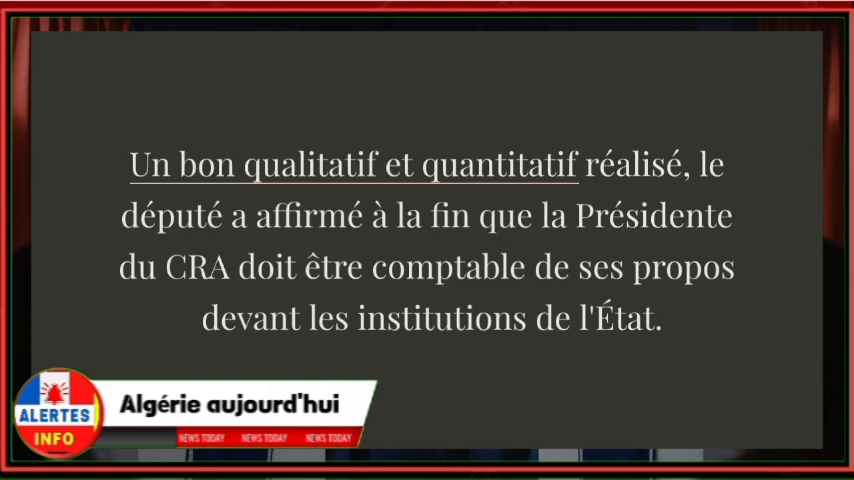 Un bon qualitatif et quantitatif réalisé, le
député a affirmé à la fin que la Présidente
du CRA doit être comptable de ses propos
devant les institutions de l'État.
ALERTES
INFO
Algérie aujourd'hui
NEWS TODAY NEWS TODAY NEWS TODAY